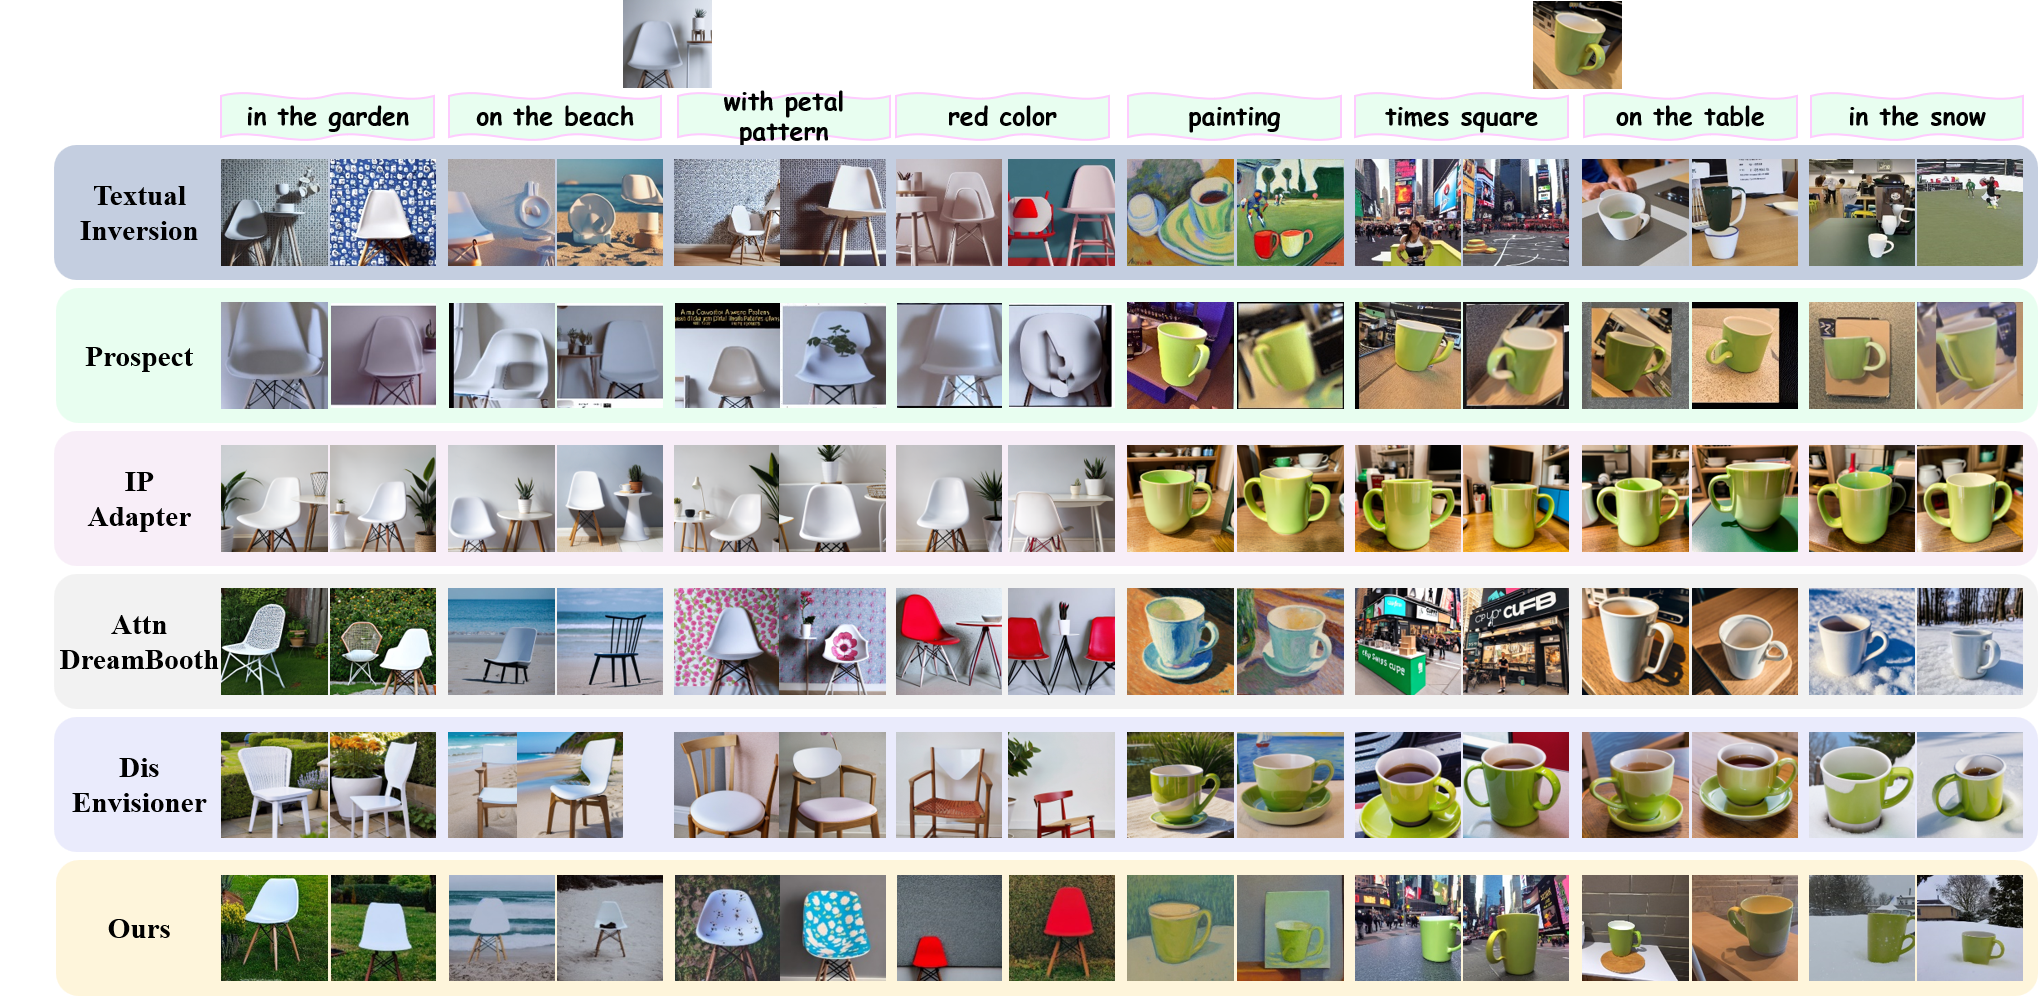 in the garden
on the beach
with petal
pattern
red color
painting
times square
on the table
in the snow
Textual
Inversion
Prospect
IP
Adapter
Attn
DreamBooth
CUFB
Dis
Envisioner
Ours